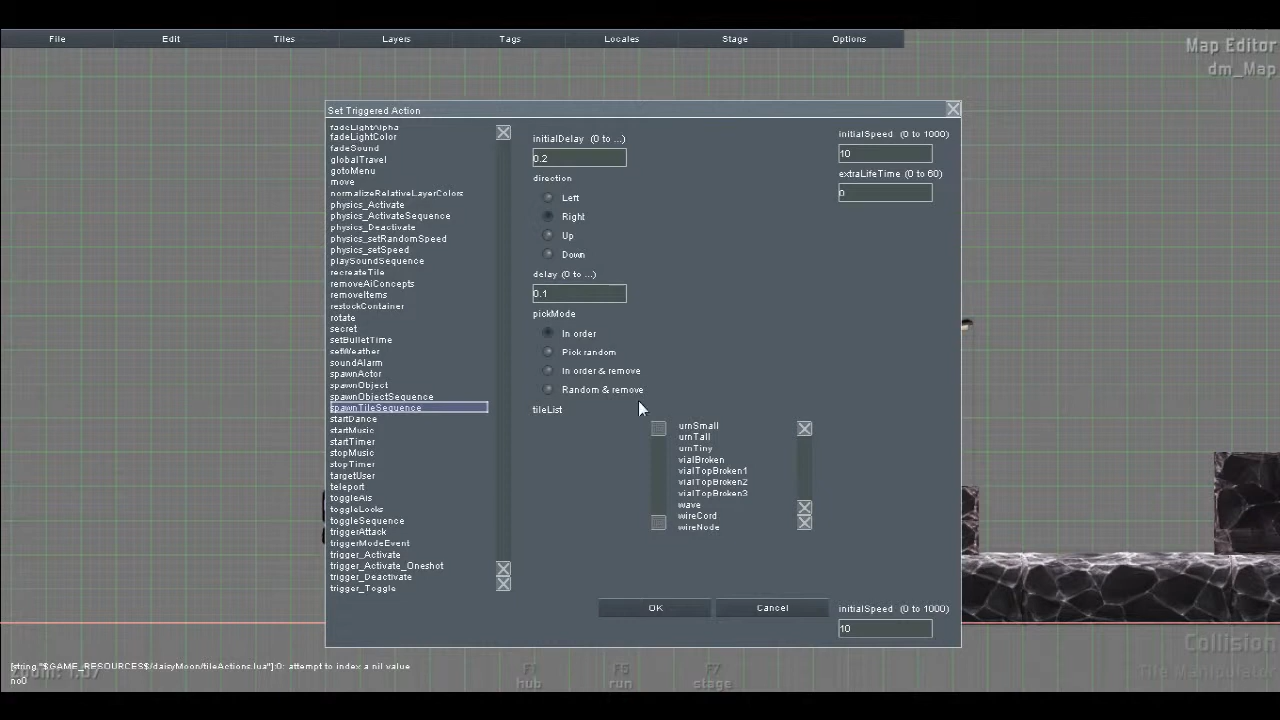 File Edit Tiles Layers Tags Locales Stage Options
Map Editor
dm_Map
Set Triggered Action
fadeLightAlpha
fadeLightColor
fadeSound
globalTravel
gotoMenu
move
normalizeRelativeLayerColors
physics_Activate
physics_ActivateSequence
physics_Deactivate
physics_setRandomSpeed
physics_setSpeed
playSoundSequence
recreateTile
removeAiConcepts
removeItems
restockContainer
rotate
secret
setBulletTime
setWeather
soundAlarm
spawnActor
spawnObject
spawnObjectSequence
spawnTileSequence
startDance
startMusic
startTimer
stopMusic
stopTimer
targetUser
teleport
toggleAis
toggleLocks
toggleSequence
triggerAttack
triggerModeEvent
trigger_Activate
trigger_Activate_Oneshot
trigger_Deactivate
trigger_Toggle
initialDelay (0 to ...)
0.2
direction
Left
Right
Up
Down
delay (0 to ...)
0.1
pickMode
In order
Pick random
In order & remove
Random & remove
tileList
urnSmall
urnTall
urnTiny
vialBroken
vialTopBroken1
vialTopBroken2
vialTopBroken3
wave
wireCord
wireNode
initialSpeed (0 to 1000)
10
extraLifeTime (0 to 60)
0
OK Cancel
initialSpeed (0 to 1000)
10
Collision
Tile Manipulator
[string "$GAME_RESOURCES$/daisyMoon/tileActions.lua"]:0: attempt to index a nil value
Zoom: 1.07
no0
F1 F5 F7
hub run stage